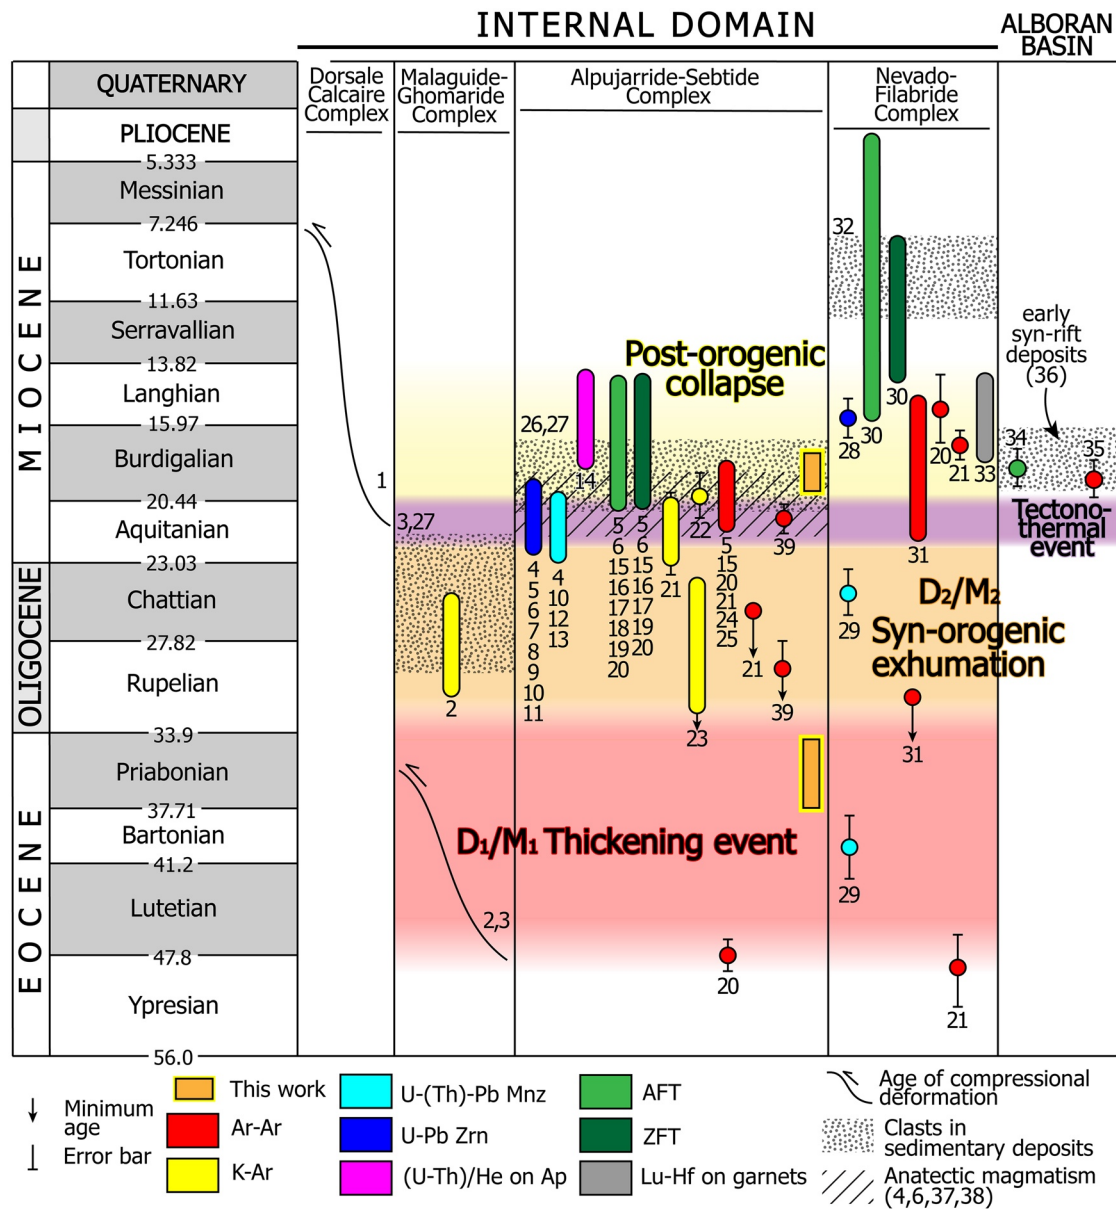 INTERNAL DOMAIN
ALBORAN
BASIN
QUATERNARY
Dorsale
Calcaire
Complex
Malaguide-
Ghomaride
Complex
Alpujarride-Sebtide
Complex
Nevado-
Filabride
Complex
PLIOCENE
5.333
MIOCENE
Messinian
7.246
Tortonian
11.63
Serravallian
13.82
Langhian
15.97
Burdigalian
20.44
Aquitanian
23.03
OLIGOCENE
Chattian
27.82
Rupelian
33.9
EOCENE
Priabonian
37.71
Bartonian
41.2
Lutetian
47.8
Ypresian
56.0
1
3,27
2
2,3
Post-orogenic
collapse
26,27
14
4
5
6
7
8
9
10
11
4
10
12
13
5
6
15
16
17
18
19
20
5
6
15
16
17
19
20
21
22
23
5
15
20
21
24
25
21
39
39
20
32
28
30
30
31
20
21
33
29
31
29
21
early
syn-rift
deposits
(36)
34
35
Tectono-
thermal
event
D2/M2
Syn-orogenic
exhumation
D1/M1 Thickening event
Minimum
age
Error bar
This work
Ar-Ar
K-Ar
U-(Th)-Pb Mnz
U-Pb Zrn
(U-Th)/He on Ap
AFT
ZFT
Lu-Hf on garnets
Age of compressional
deformation
Clasts in
sedimentary deposits
Anatectic magmatism
(4,6,37,38)